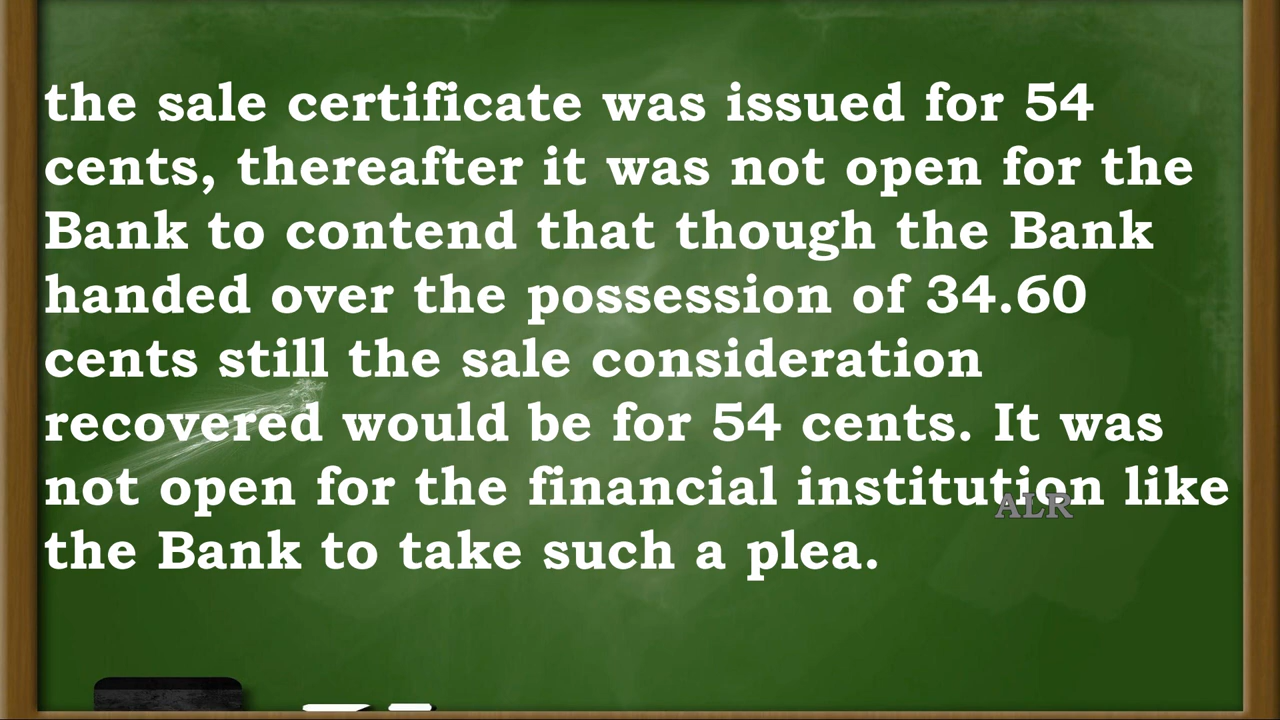 the sale certificate was issued for 54
cents, thereafter it was not open for the
Bank to contend that though the Bank
handed over the possession of 34.60
cents still the sale consideration
recovered would be for 54 cents. It was
not open for the financial institution like
ALR
the Bank to take such a plea.